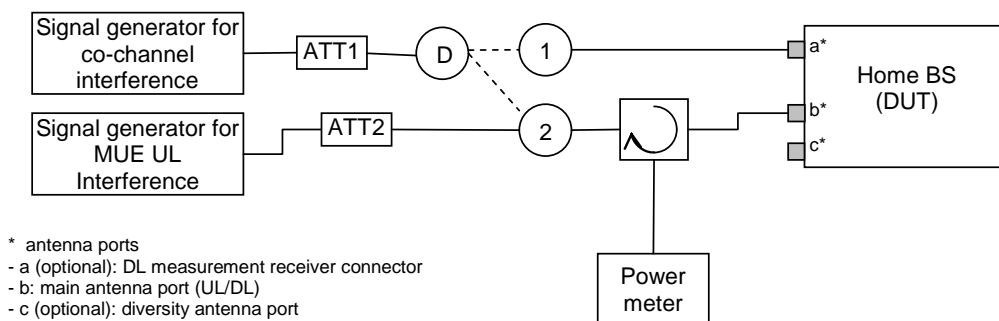 Signal generator for
co-channel
interference
ATT1
D
1
a*
Home BS
(DUT)
b*
c*
Signal generator for
MUE UL
Interference
ATT2
2
Power
meter
* antenna ports
- a (optional): DL measurement receiver connector
- b: main antenna port (UL/DL)
- c (optional): diversity antenna port